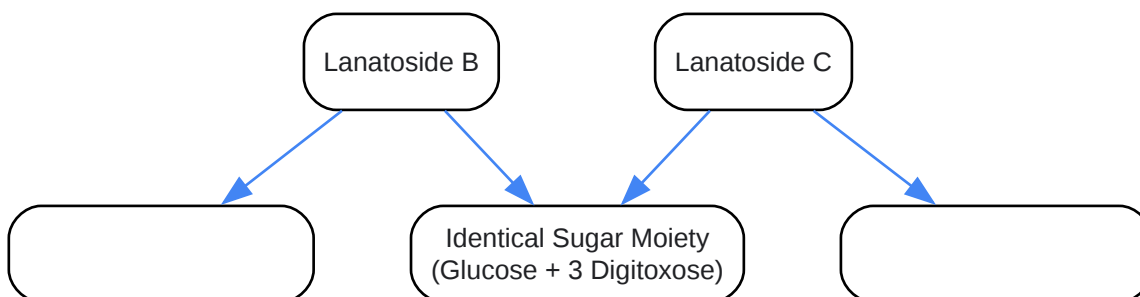 Lanatoside B
Lanatoside C
Identical Sugar Moiety
(Glucose + 3 Digitoxose)